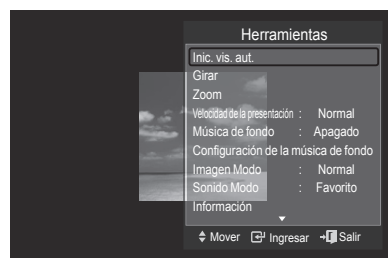 Herramientas
Inic. vis. aut.
Girar
Zoom
Velocidad de la presentación : Normal
Música de fondo : Apagado
Configuración de la música de fondo
Imagen Modo : Normal
Sonido Modo : Favorito
Información
Mover Ingresar Salir